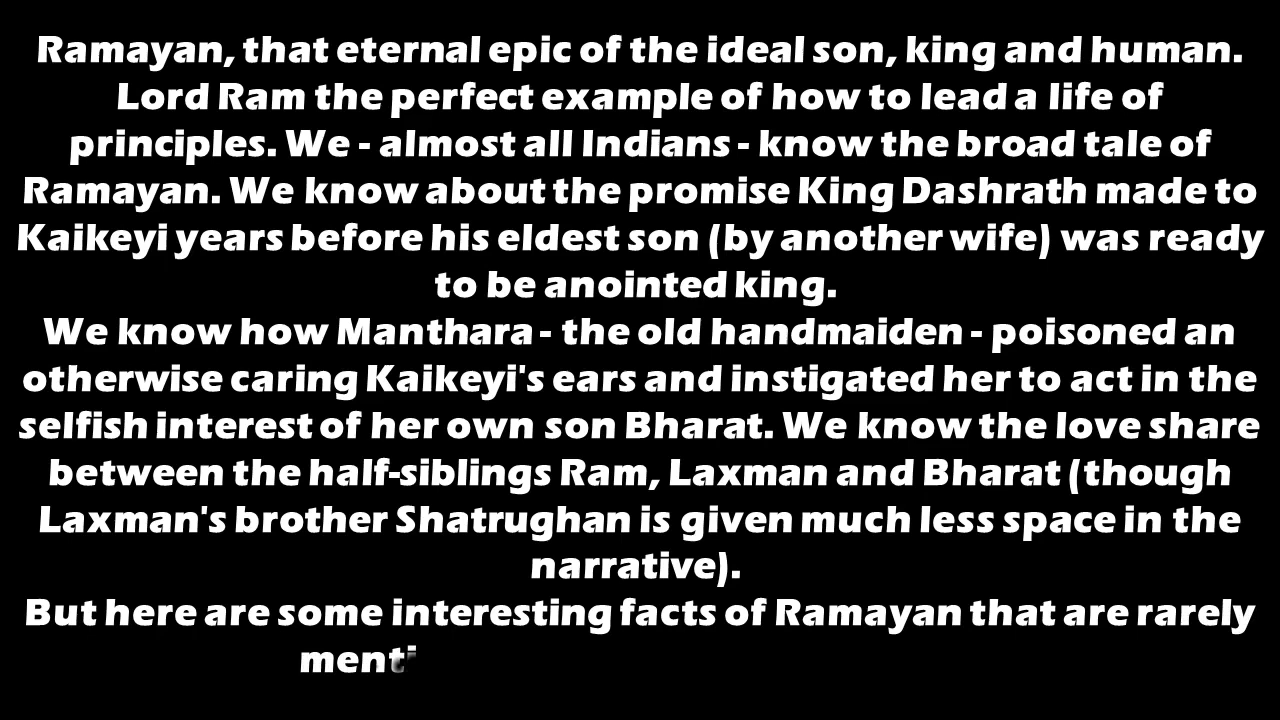 Ramayan, that eternal epic of the ideal son, king and human.
Lord Ram the perfect example of how to lead a life of
principles. We - almost all Indians - know the broad tale of
Ramayan. We know about the promise King Dashrath made to
Kaikeyi years before his eldest son (by another wife) was ready
to be anointed king.
We know how Manthara - the old handmaiden - poisoned an
otherwise caring Kaikeyi's ears and instigated her to act in the
selfish interest of her own son Bharat. We know the love share
between the half-siblings Ram, Laxman and Bharat (though
Laxman's brother Shatrughan is given much less space in the
narrative).
But here are some interesting facts of Ramayan that are rarely